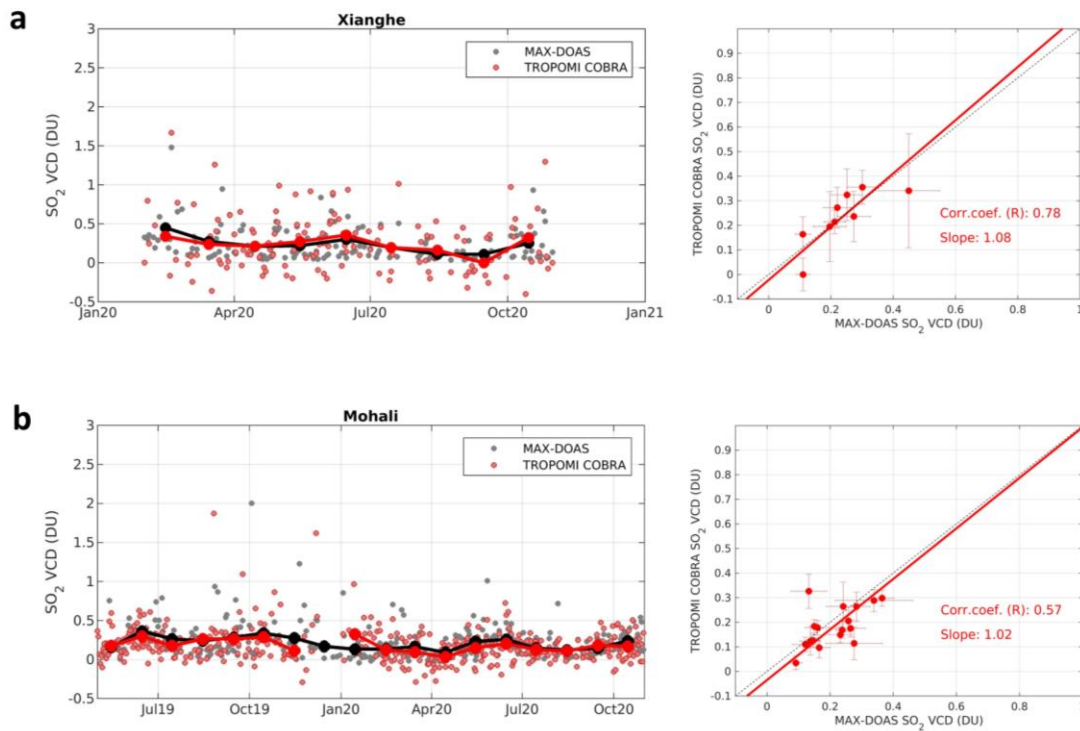 a
Xianghe
3
2.5
2
1.5
1
0.5
0
-0.5
SO2 VCD (DU)
MAX-DOAS
TROPOMI COBRA
Jan20 Apr20 Jul20 Oct20 Jan21
0.9
0.8
0.7
0.6
0.5
0.4
0.3
0.2
0.1
0
-0.1
TROPOMI COBRA SO2 VCD (DU)
Corr.coef. (R): 0.78
Slope: 1.08
0 0.2 0.4 0.6 0.8 1
MAX-DOAS SO2 VCD (DU)
b
Mohali
3
2.5
2
1.5
1
0.5
0
-0.5
SO2 VCD (DU)
MAX-DOAS
TROPOMI COBRA
Jul19 Oct19 Jan20 Apr20 Jul20 Oct20
0.9
0.8
0.7
0.6
0.5
0.4
0.3
0.2
0.1
0
-0.1
TROPOMI COBRA SO2 VCD (DU)
Corr.coef. (R): 0.57
Slope: 1.02
0 0.2 0.4 0.6 0.8 1
MAX-DOAS SO2 VCD (DU)